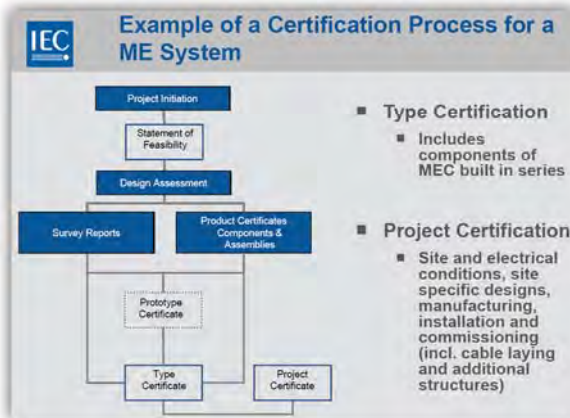 IEC
Example of a Certification Process for a
ME System
Project Initiation
Statement of
Feasibility
Design Assessment
Survey Reports
Product Certificates
Components &
Assemblies
Prototype
Certificate
Type
Certificate
Project
Certificate
■ Type Certification
■ Includes
components of
MEC built in series
■ Project Certification
■ Site and electrical
conditions, site
specific designs,
manufacturing,
installation and
commissioning
(incl. cable laying
and additional
structures)